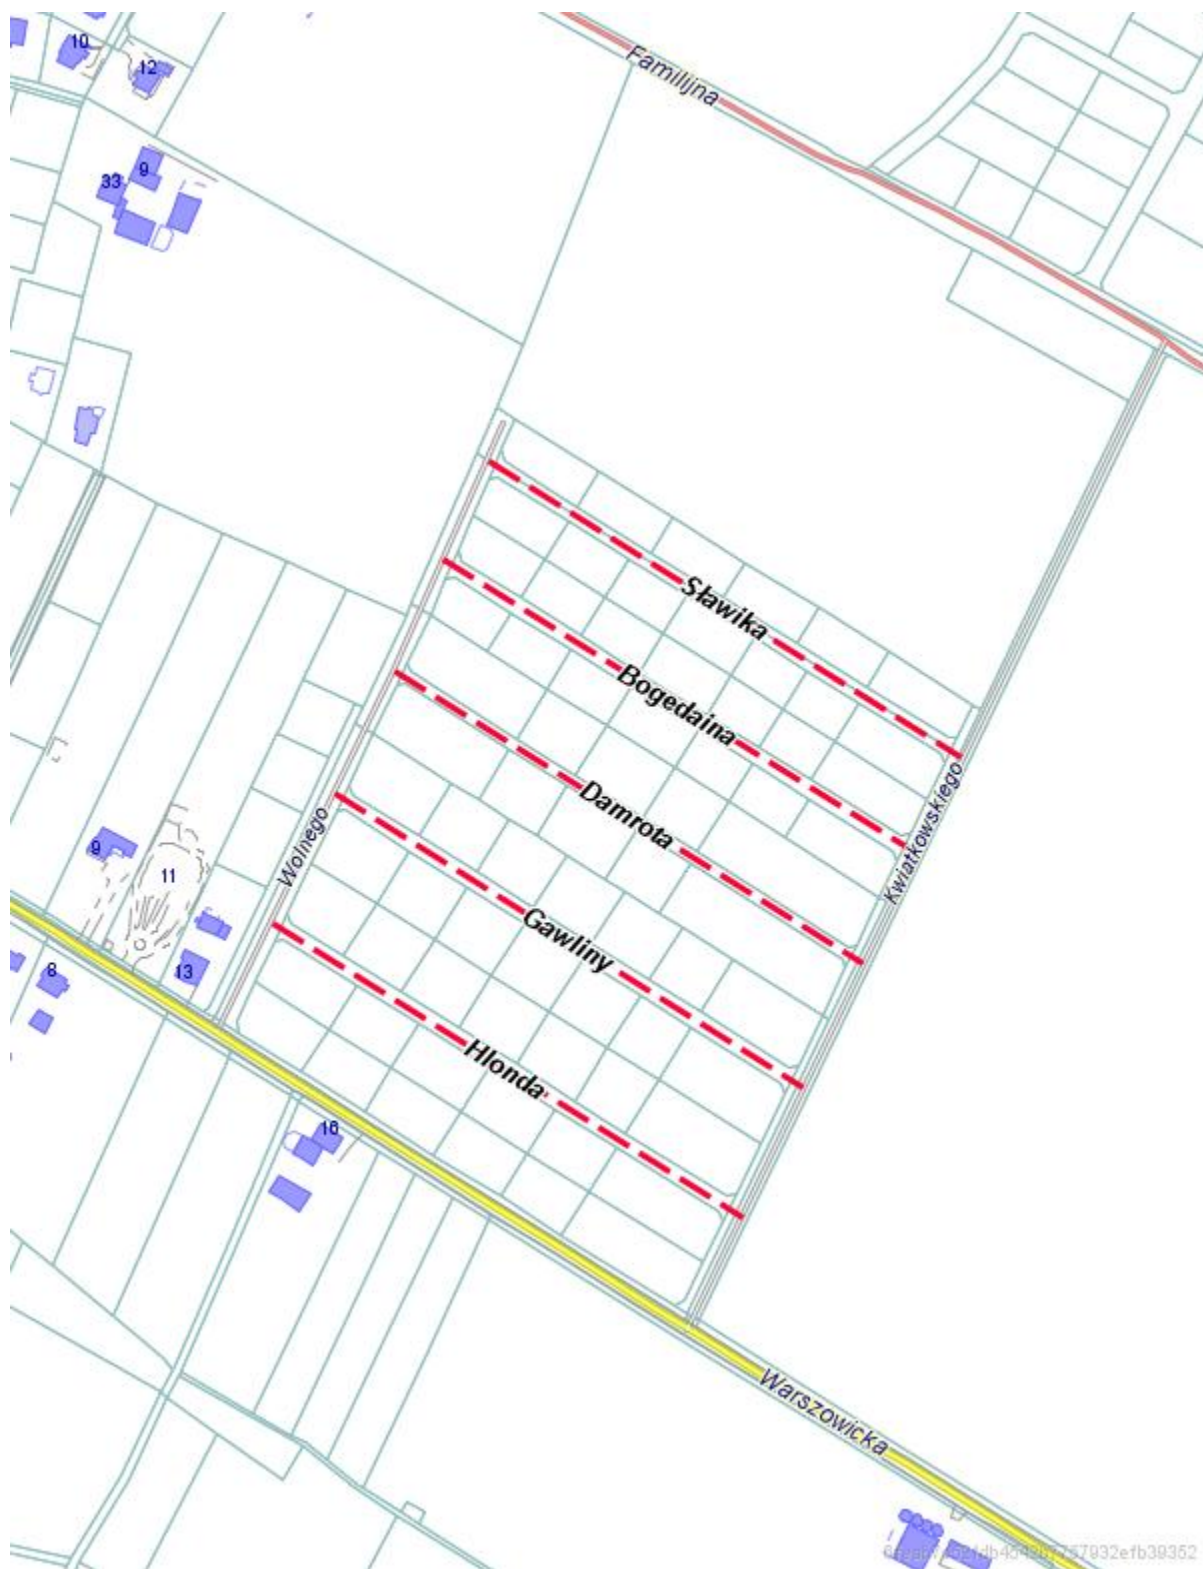 10
Familijna
12
9
33
Sławika
Bogedaina
Damrota
Kwiatkowskiego
Wolnego
9
11
Gawliny
8
13
Hlonda
16
Warszowicka